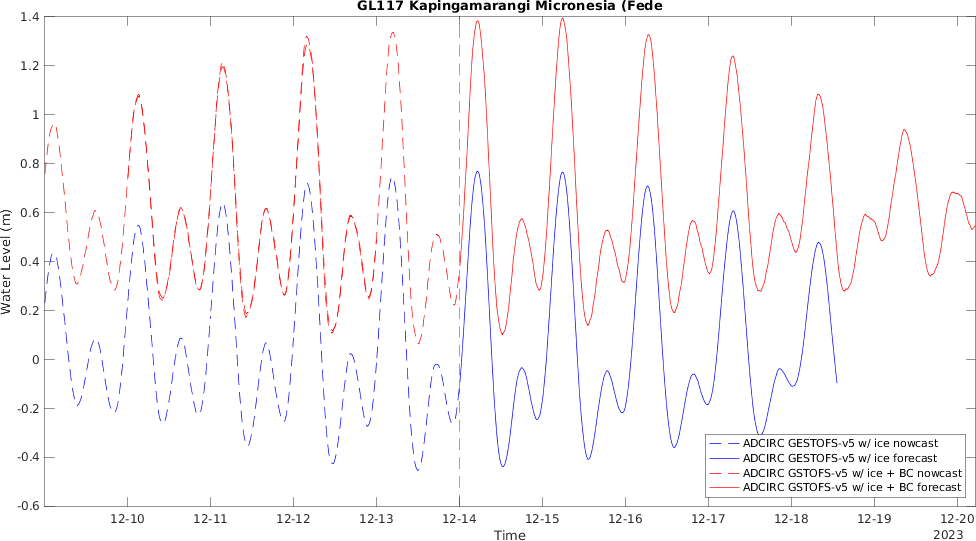 GL117 Kapingamarangi Micronesia (Fede
1.4
1.2
1
0.8
0.6
0.4
0.2
0
-0.2
-0.4
-0.6
Water Level (m)
ADCIRC GESTOFS-v5 w/ ice nowcast
ADCIRC GESTOFS-v5 w/ ice forecast
ADCIRC GSTOFS-v5 w/ ice + BC nowcast
ADCIRC GSTOFS-v5 w/ ice + BC forecast
12-10 12-11 12-12 12-13 12-14 12-15 12-16 12-17 12-18 12-19 12-20
Time
2023